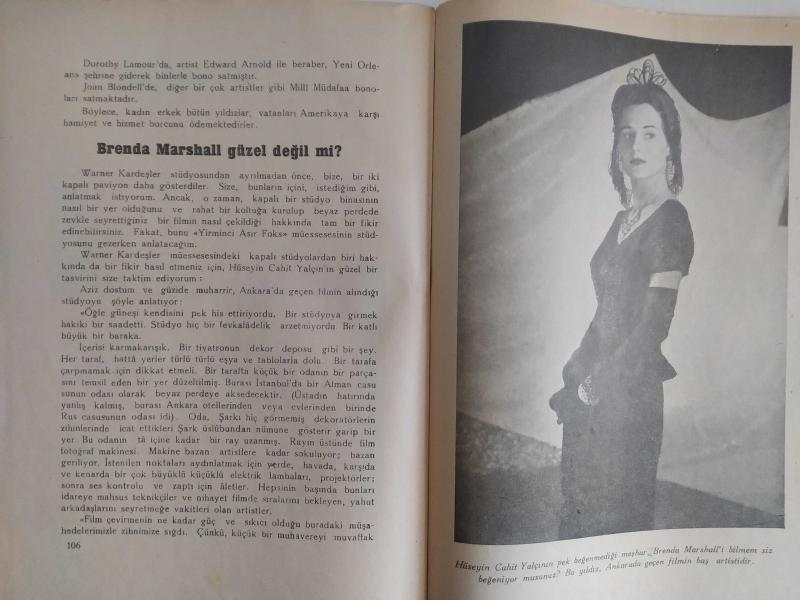 Dorothy Lamour'da, artist Edward Arnold ile beraber, Yeni Orle-
ans şehrine giderek binlerle bono satmıştır.
Joan Blondell'de, diğer bir çok artistler gibi Millî Müdafaa bono-
ları satmaktadır.
Böylece, kadın erkek bütün yıldızlar, vatanları Amerikaya karşı
hamiyet ve hizmet borcunu ödemektedirler.
Brenda Marshall güzel değil mi?
Warner Kardeşler stüdyosundan ayrılmadan önce, bize, bir iki
kapalı paviyon daha gösterdiler. Size, bunların içini, istediğim gibi,
anlatmak istiyorum. Ancak, o zaman, kapalı bir stüdyo binasının
nasıl bir yer olduğunu ve rahat bir koltuğa kurulup beyaz perdede
zevkle seyrettiğiniz bir filmin nasıl çekildiği hakkında tam bir fikir
edinebilirsiniz. Fakat, bunu «Yirminci Asır Foks» müessesesinin stüd-
yosunu gezerken anlatacağım.
Warner Kardeşler müessesesindeki kapalı stüdyolardan biri hak-
kında da bir fikir hasıl etmeniz için, Hüseyin Cahit Yalçın'ın güzel bir
tasvirini size taktim ediyorum :
Aziz dostum ve güzide muharrir, Ankara'da geçen filmin alındığı
stüdyoyu şöyle anlatıyor :
«Öğle güneşi kendisini pek his ettiriyordu. Bir stüdyoya girmek
hakiki bir saadetti. Stüdyo hiç bir fevkalâdelik arzetmiyordu. Bir katlı
büyük bir baraka.
İçerisi karmakarışık. Bir tiyatronun dekor deposu gibi bir şey.
Her taraf, hattâ yerler türlü türlü eşya ve tablolarla dolu. Bir tarafa
çarpmamak için dikkat etmeli. Bir tarafta küçük bir odanın bir parça-
sını temsil eden bir yer düzeltilmiş. Burası İstanbul'da bir Alman casu
sunun odası olarak beyaz perdeye aksedecektir. (Üstadın hatırında
yanlış kalmış, burası Ankara otellerinden veya evlerinden birinde
Rus casusunun odası idi). Oda, Şarkı hiç görmemiş dekoratörlerin
zihinlerinde icat ettikleri Şark üslûbundan nümune gösterir garip bir
yer. Bu odanın tâ içine kadar bir ray uzanmış. Rayın üstünde film
fotoğraf makinesi. Makine bazan artistlere kadar sokuluyor; bazan
geriliyor. İstenilen noktaları aydınlatmak için yerde, havada, karşıda
ve kenarda bir çok büyüklü küçüklü elektrik lambaları, projektörler;
sonra ses kontrolu ve zaptı için âletler. Hepsinin başında bunları
idareye mahsus teknikçiler ve nihayet filmde sıralarını bekleyen, yahut
arkadaşlarını seyretmeğe vakitleri olan artistler.
«Film çevirmenin ne kadar güç ve sıkıcı olduğu buradaki müşa-
hedelerimizle zihnimize sığdı. Çünkü, küçük bir muhavereyi muvaffak
106
Hüseyin Cahit Yalçının pek beğenmediği meşhur Brenda Marshall'i bilmem siz
beğeniyor musunuz? Bu yıldız, Ankarada geçen filmin baş artistidir.